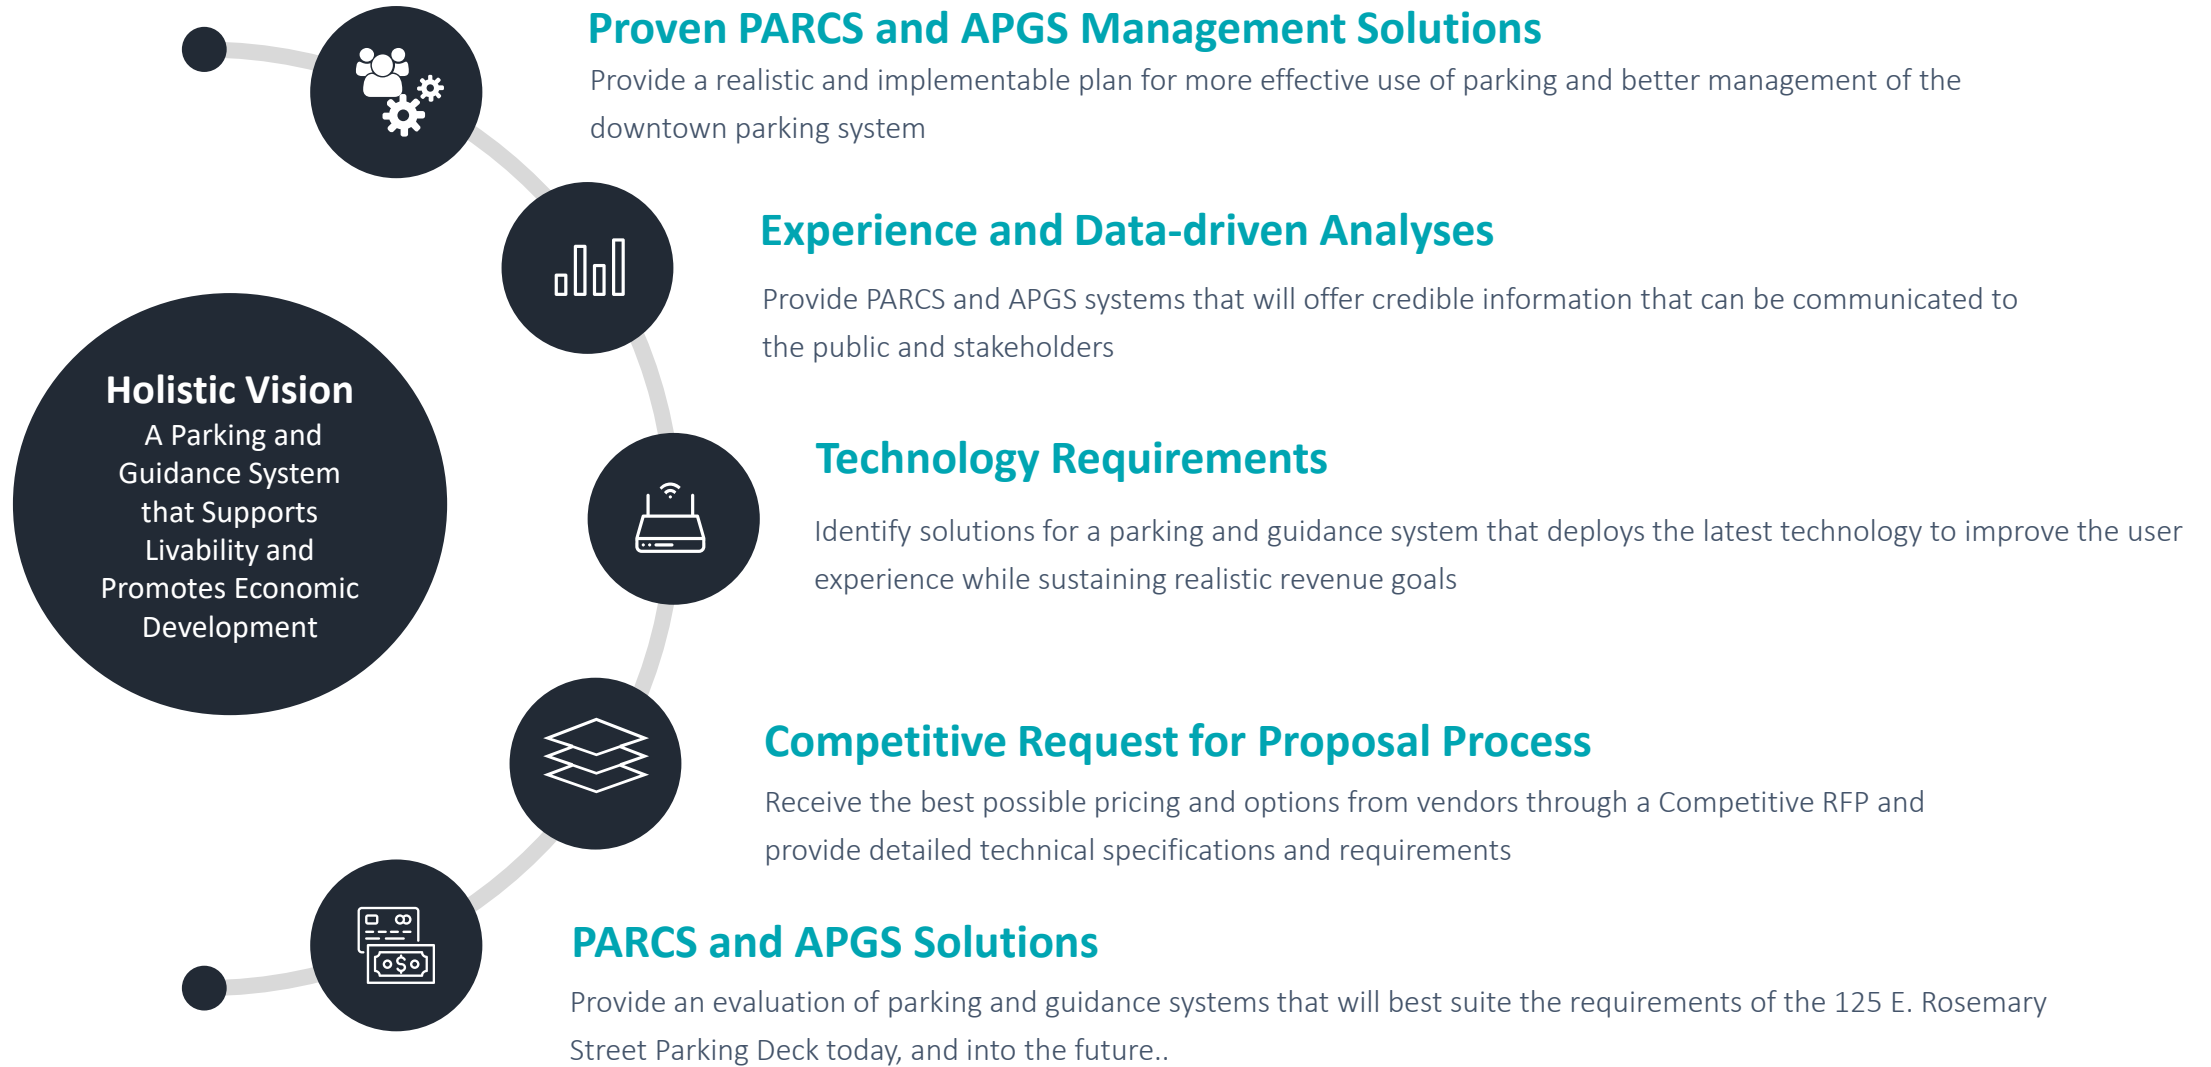 Proven PARCS and APGS Management Solutions
Provide a realistic and implementable plan for more effective use of parking and better management of the
downtown parking system
Experience and Data-driven Analyses
Provide PARCS and APGS systems that will offer credible information that can be communicated to
the public and stakeholders
Holistic Vision
A Parking and
Guidance System
that Supports
Livability and
Promotes Economic
Development
Technology Requirements
Identify solutions for a parking and guidance system that deploys the latest technology to improve the user
experience while sustaining realistic revenue goals
Competitive Request for Proposal Process
Receive the best possible pricing and options from vendors through a Competitive RFP and
provide detailed technical specifications and requirements
PARCS and APGS Solutions
Provide an evaluation of parking and guidance systems that will best suite the requirements of the 125 E. Rosemary
Street Parking Deck today, and into the future..